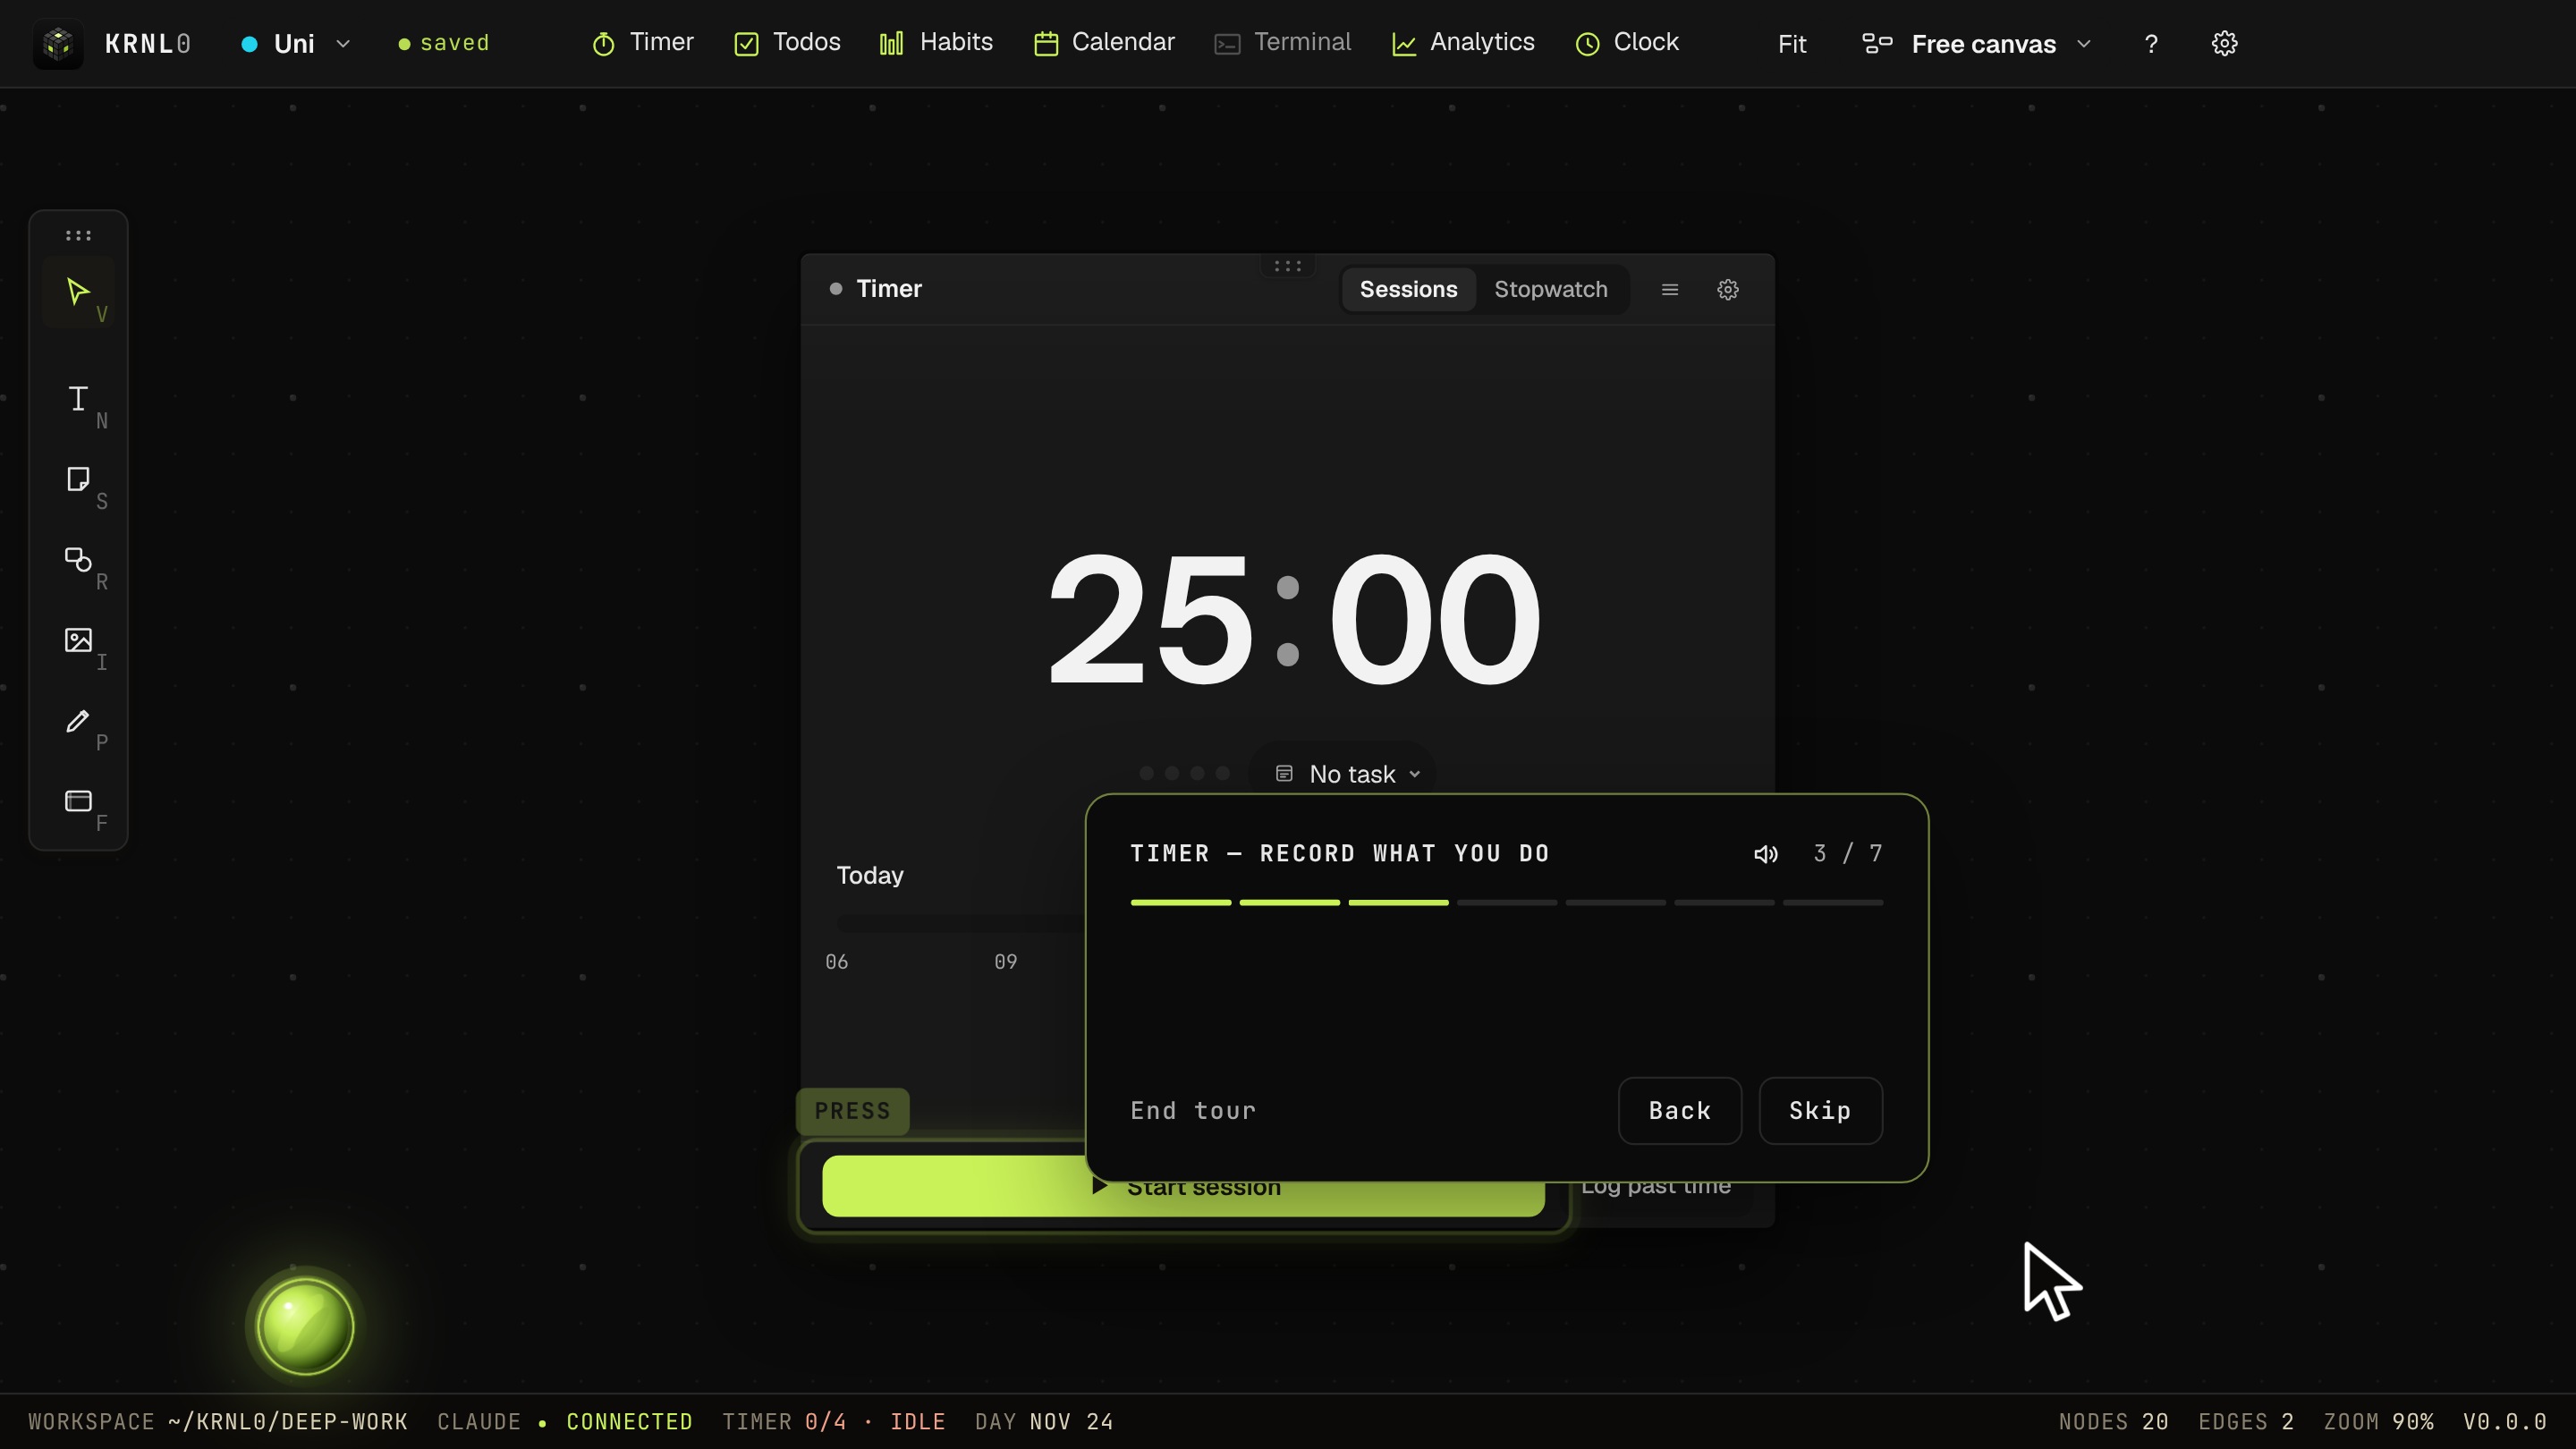 KRNL0 Uni saved Timer Todos Habits Calendar Terminal Analytics Clock Fit Free canvas ?
V
N
S
R
I
P
F
Timer Sessions Stopwatch
25:00
No task
Today
06 09
TIMER — RECORD WHAT YOU DO 3 / 7
End tour Back Skip
PRESS
Start session Log past time
WORKSPACE ~/KRNL0/DEEP-WORK CLAUDE • CONNECTED TIMER 0/4 · IDLE DAY NOV 24 NODES 20 EDGES 2 ZOOM 90% V0.0.0